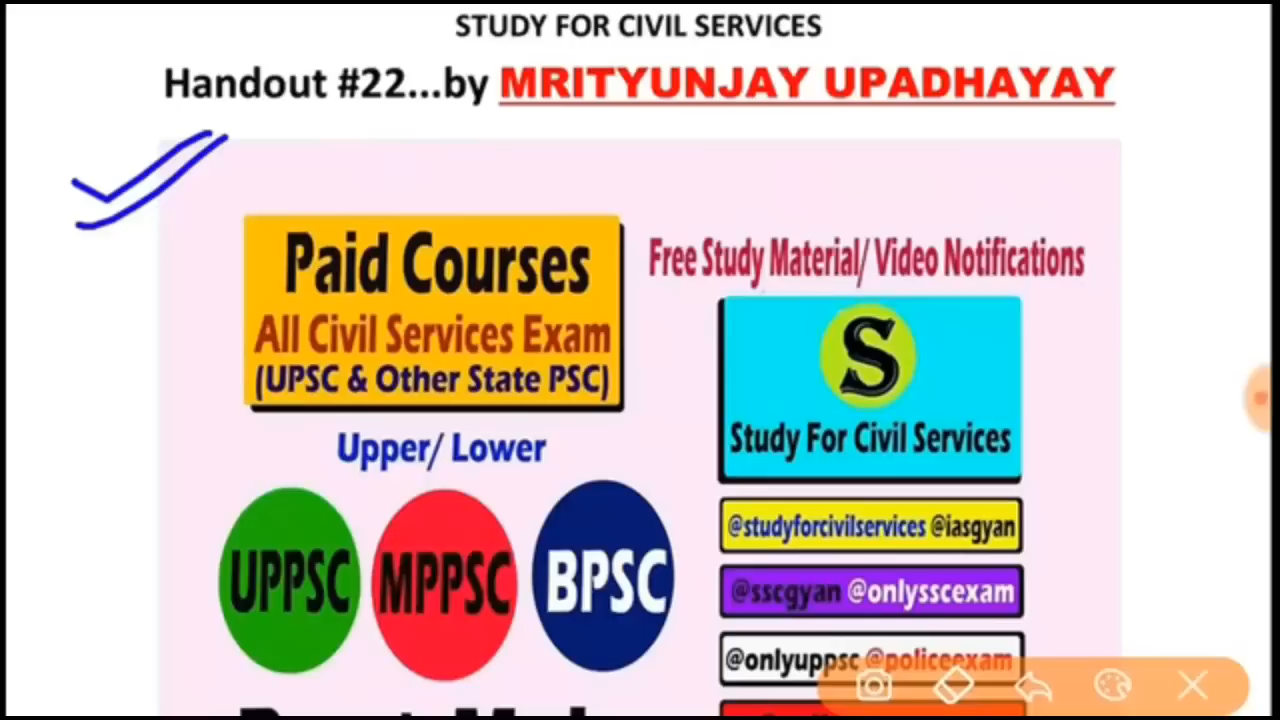 STUDY FOR CIVIL SERVICES
Handout #22...by MRITYUNJAY UPADHAYAY
Paid Courses
All Civil Services Exam
(UPSC & Other State PSC)
Upper/ Lower
UPPSC
MPPSC
BPSC
Free Study Material/ Video Notifications
S
Study For Civil Services
@studyforcivilservices @iasgyan
@sscgyan @onlysscexam
@onlyuppsc @policeexam